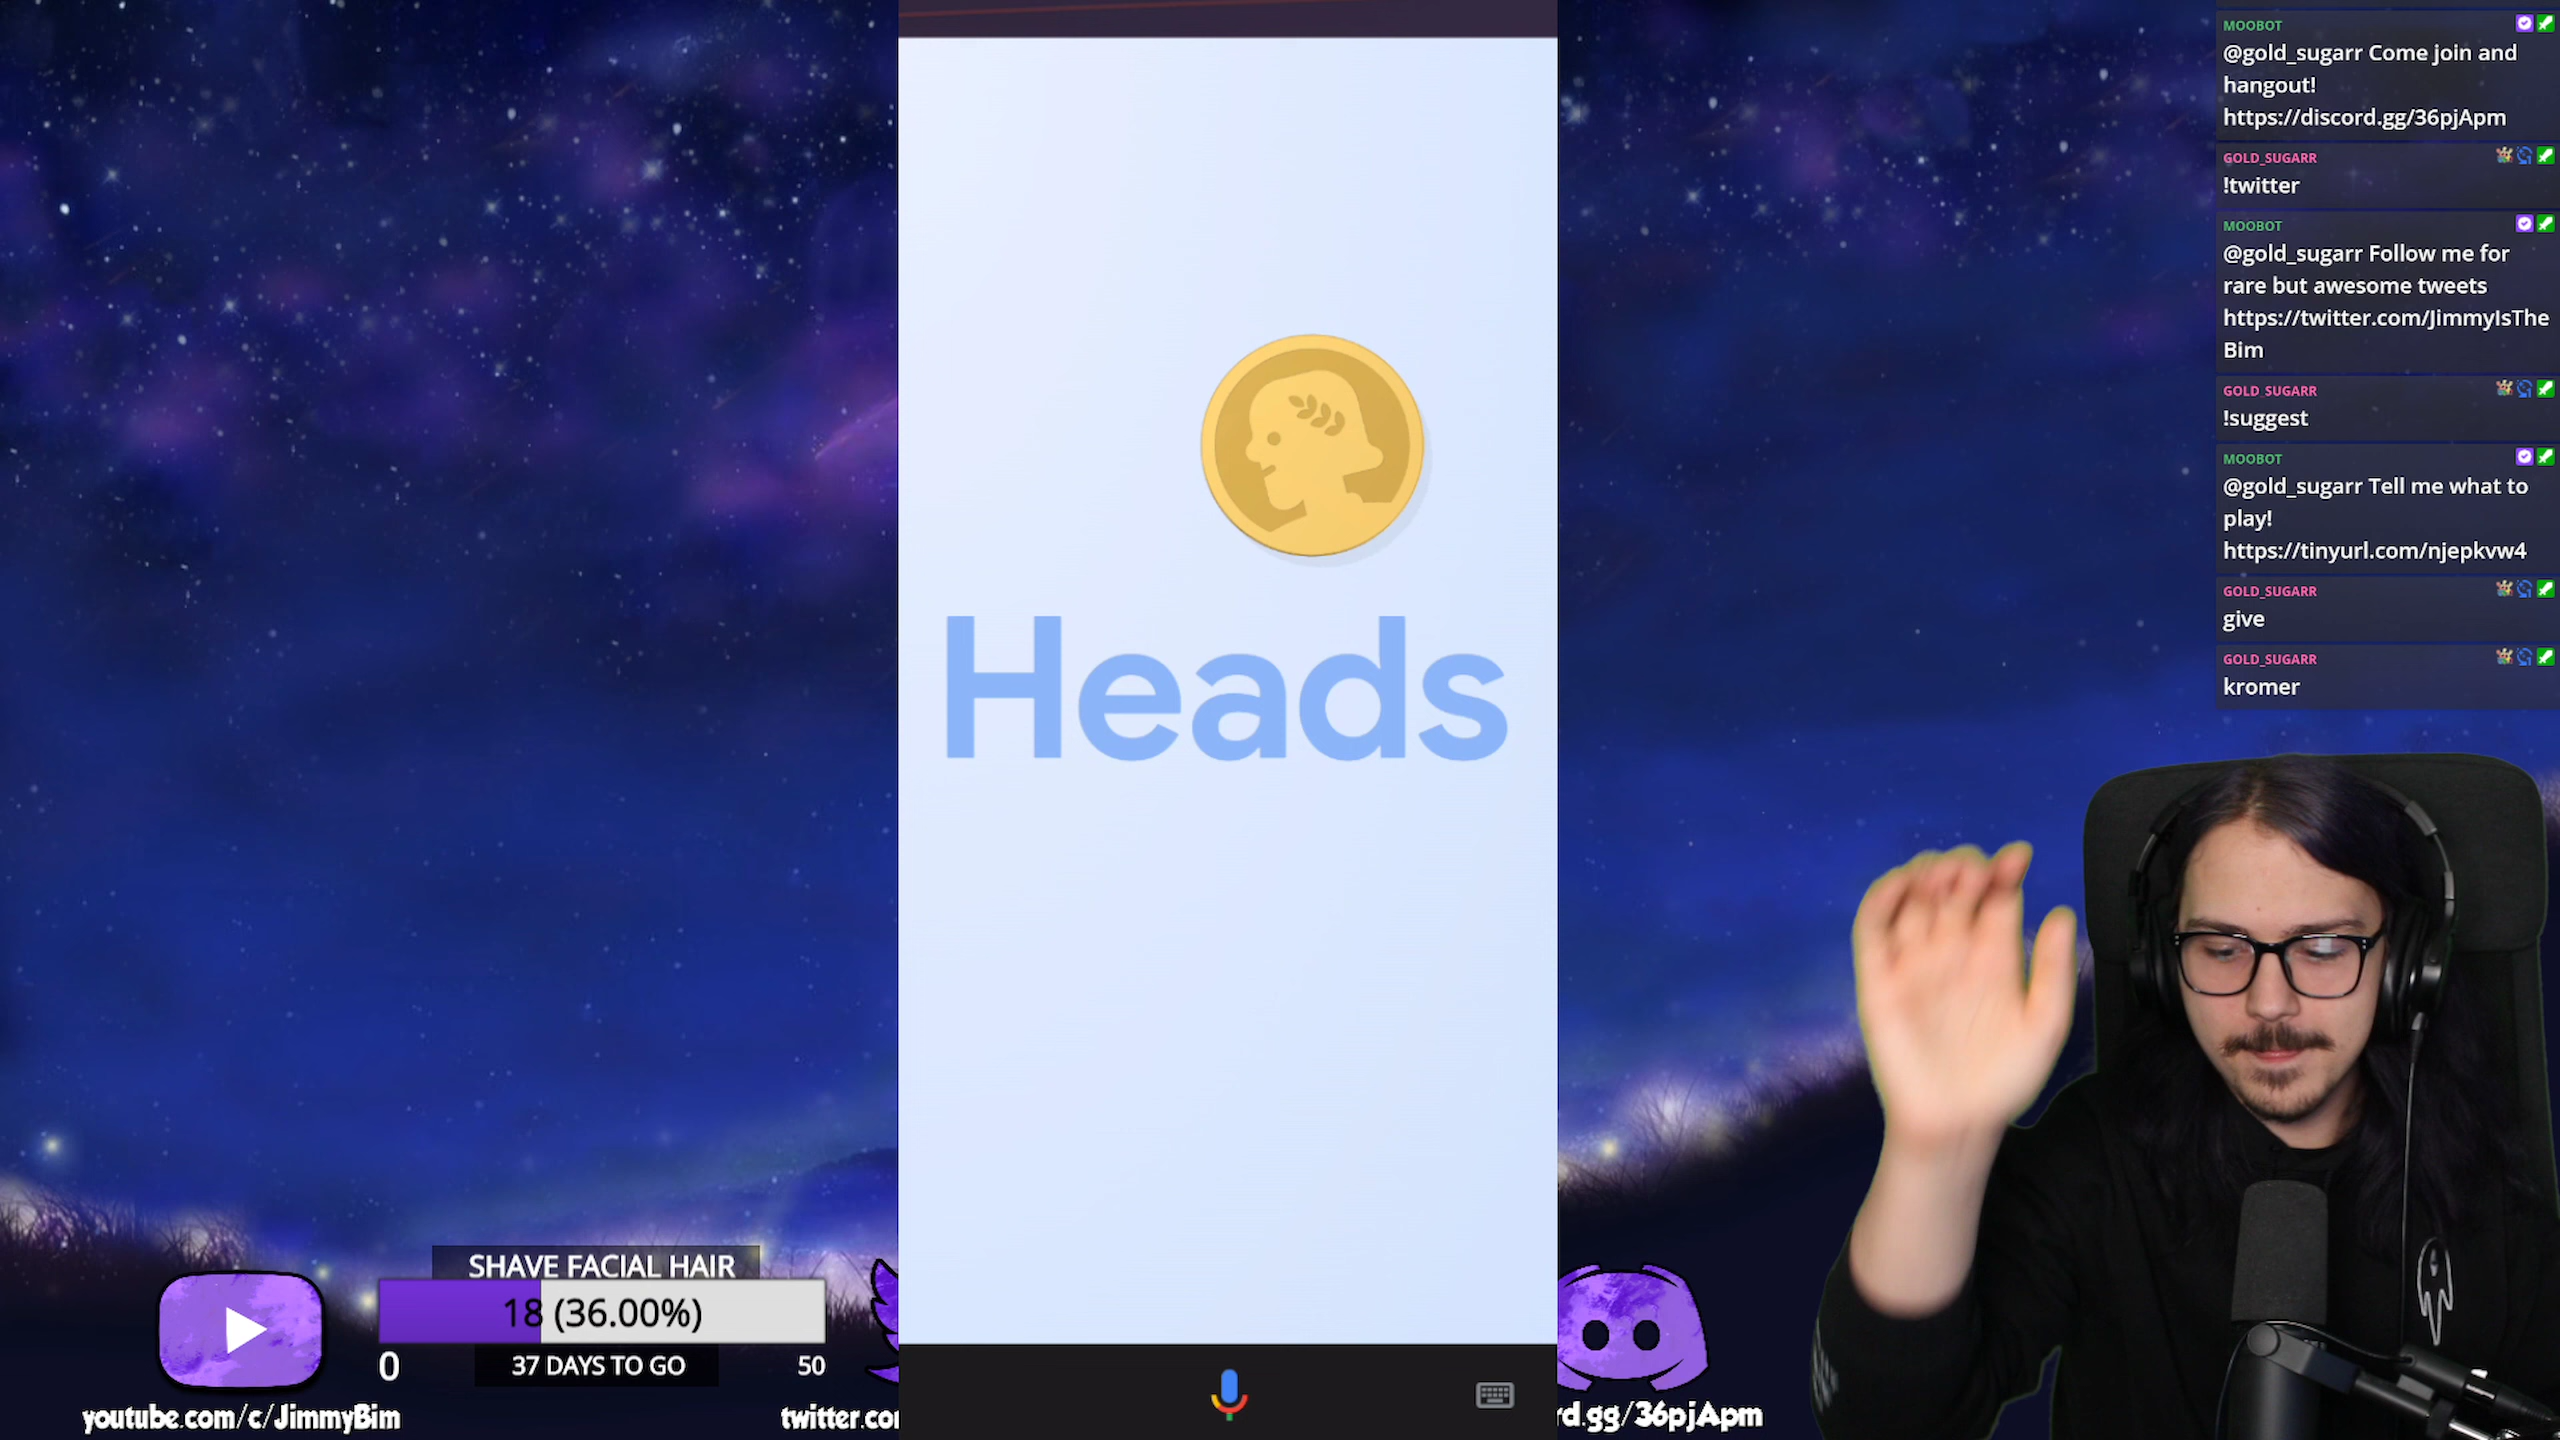 MOOBOT
@gold_sugarr Come join and
hangout!
https://discord.gg/36pjApm
GOLD_SUGARR
!twitter
MOOBOT
@gold_sugarr Follow me for
rare but awesome tweets
https://twitter.com/JimmyIsThe
Bim
GOLD_SUGARR
!suggest
MOOBOT
@gold_sugarr Tell me what to
play!
https://tinyurl.com/njepkvw4
GOLD_SUGARR
give
GOLD_SUGARR
kromer
Heads
SHAVE FACIAL HAIR
18 (36.00%)
0
37 DAYS TO GO
50
youtube.com/c/JimmyBim
twitter.co
rd.gg/36pjApm